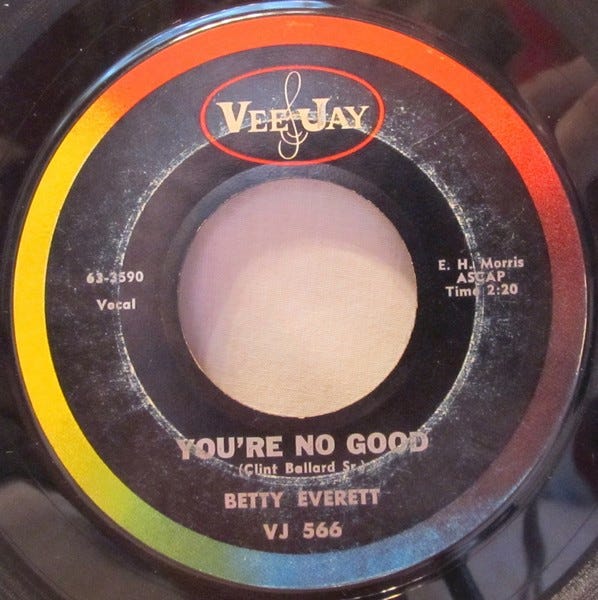 VEE JAY
63-3590
Vocal
E. H. Morris
ASCAP
Time 2:20
YOU'RE NO GOOD
(Clint Ballard Sr.)
BETTY EVERETT
VJ 566